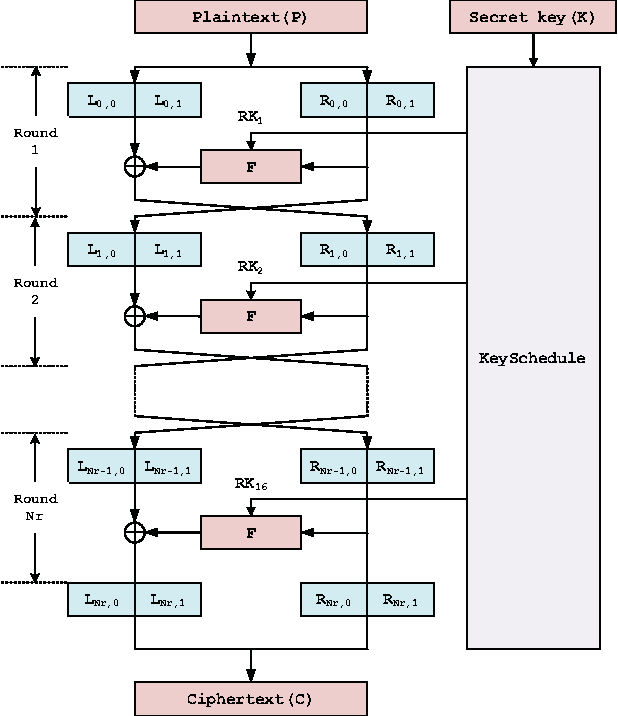 Plaintext(P)
Secret key(K)
L0,0 L0,1 R0,0 R0,1
RK1
Round
1
F
L1,0 L1,1 R1,0 R1,1
RK2
Round
2
F
KeySchedule
LNr-1,0 LNr-1,1 RNr-1,0 RNr-1,1
RK16
Round
Nr
F
LNr,0 LNr,1 RNr,0 RNr,1
Ciphertext(C)